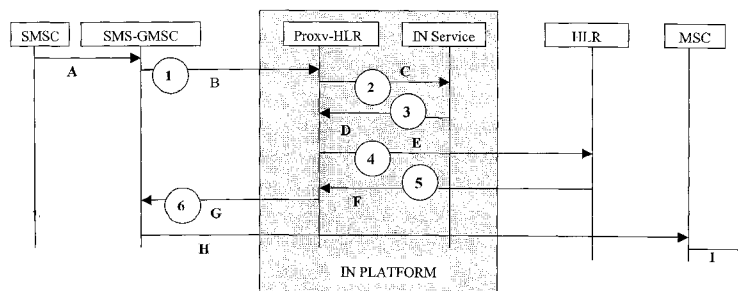 SMSC
SMS-GMSC
Proxy-HLR
IN Service
HLR
MSC
A
1
B
2
C
3
D
4
E
5
F
6
G
H
1
IN PLATFORM